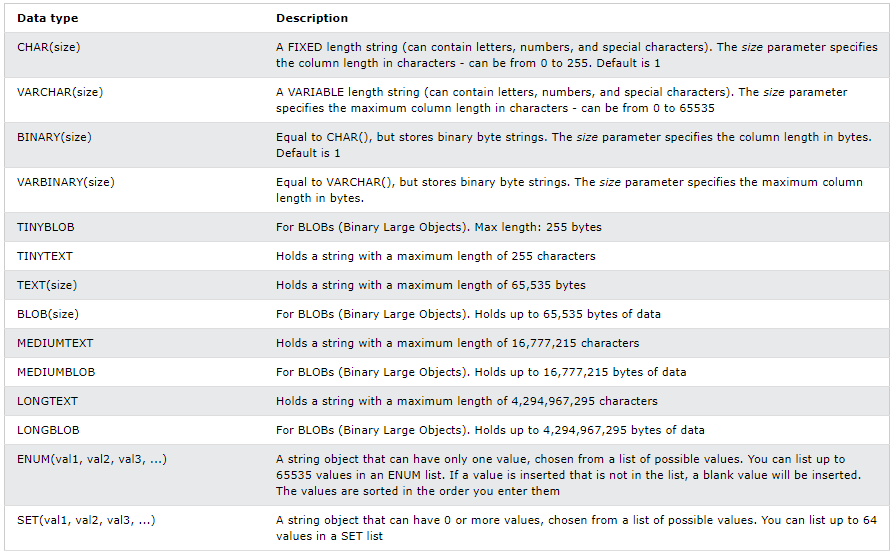 Data type Description
CHAR(size) A FIXED length string (can contain letters, numbers, and special characters). The size parameter specifies
the column length in characters - can be from 0 to 255. Default is 1
VARCHAR(size) A VARIABLE length string (can contain letters, numbers, and special characters). The size parameter
specifies the maximum column length in characters - can be from 0 to 65535
BINARY(size) Equal to CHAR(), but stores binary byte strings. The size parameter specifies the column length in bytes.
Default is 1
VARBINARY(size) Equal to VARCHAR(), but stores binary byte strings. The size parameter specifies the maximum column
length in bytes.
TINYBLOB For BLOBs (Binary Large Objects). Max length: 255 bytes
TINYTEXT Holds a string with a maximum length of 255 characters
TEXT(size) Holds a string with a maximum length of 65,535 bytes
BLOB(size) For BLOBs (Binary Large Objects). Holds up to 65,535 bytes of data
MEDIUMTEXT Holds a string with a maximum length of 16,777,215 characters
MEDIUMBLOB For BLOBs (Binary Large Objects). Holds up to 16,777,215 bytes of data
LONGTEXT Holds a string with a maximum length of 4,294,967,295 characters
LONGBLOB For BLOBs (Binary Large Objects). Holds up to 4,294,967,295 bytes of data
ENUM(val1, val2, val3, ...) A string object that can have only one value, chosen from a list of possible values. You can list up to
65535 values in an ENUM list. If a value is inserted that is not in the list, a blank value will be inserted.
The values are sorted in the order you enter them
SET(val1, val2, val3, ...) A string object that can have 0 or more values, chosen from a list of possible values. You can list up to 64
values in a SET list